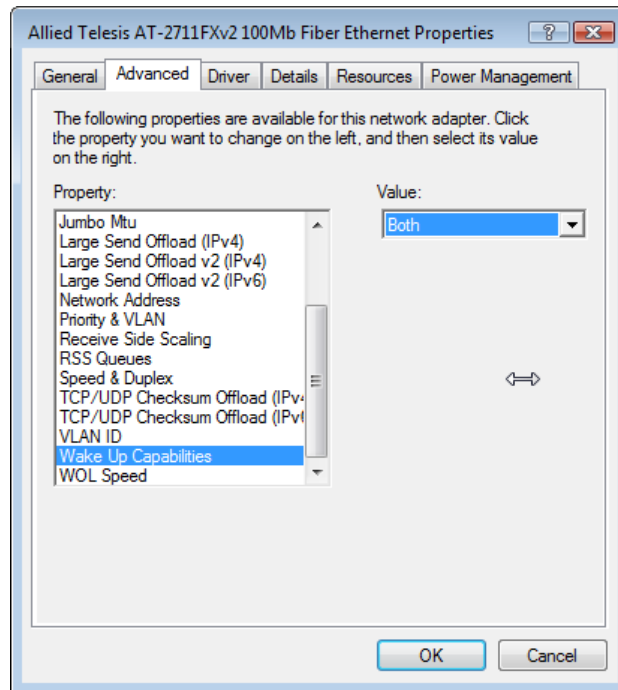 Allied Telesis AT-2711FXv2 100Mb Fiber Ethernet Properties
General Advanced Driver Details Resources Power Management
The following properties are available for this network adapter. Click
the property you want to change on the left, and then select its value
on the right.
Property: Value:
Jumbo Mtu Both
Large Send Offload (IPv4)
Large Send Offload v2 (IPv4)
Large Send Offload v2 (IPv6)
Network Address
Priority & VLAN
Receive Side Scaling
RSS Queues
Speed & Duplex
TCP/UDP Checksum Offload (IPv4
TCP/UDP Checksum Offload (IPv6
VLAN ID
Wake Up Capabilities
WOL Speed
OK Cancel